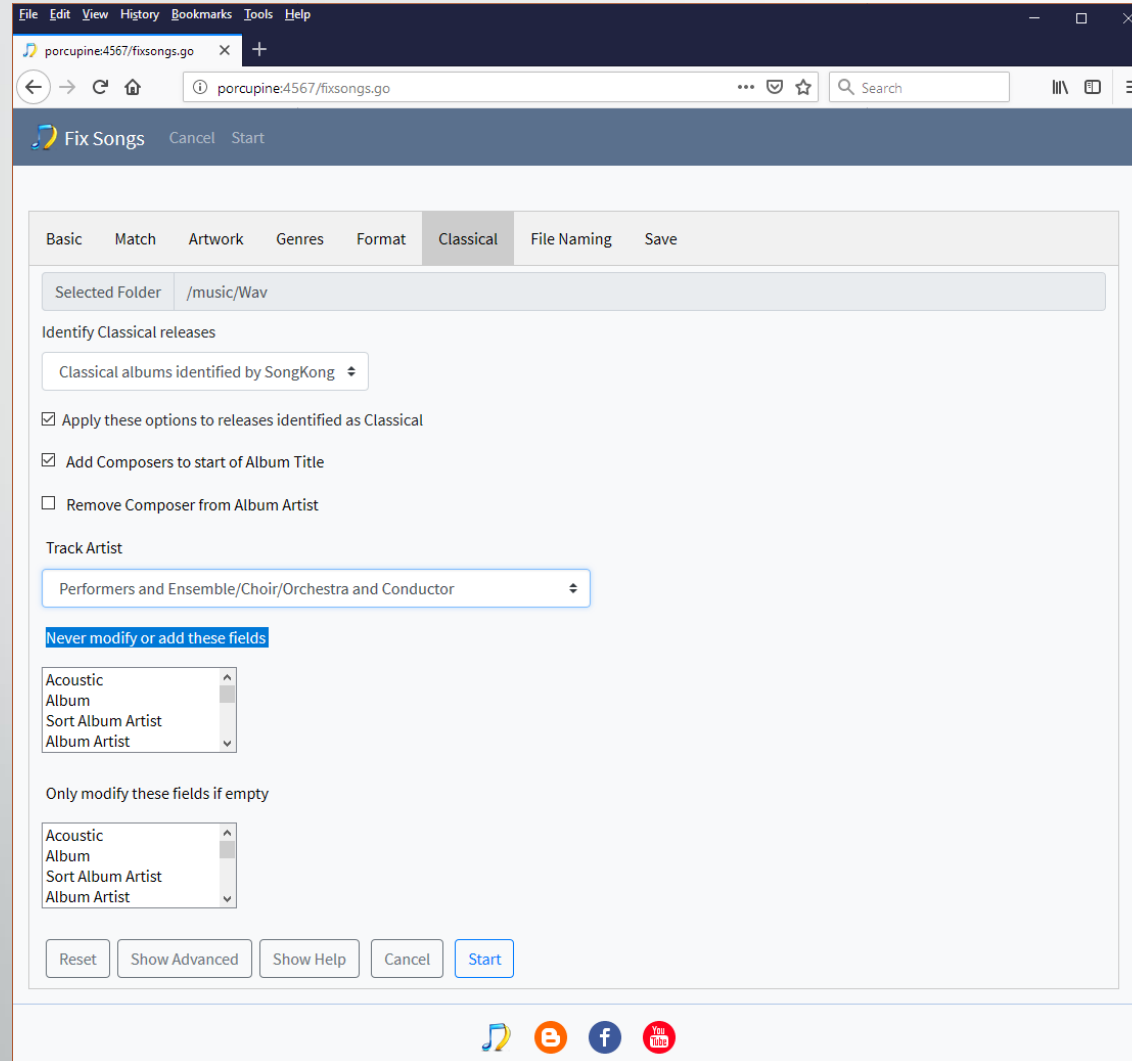 File Edit View History Bookmarks Tools Help
porcupine:4567/fixsongs.go
porcupine:4567/fixsongs.go
Search
Fix Songs Cancel Start
Basic Match Artwork Genres Format Classical File Naming Save
Selected Folder /music/Wav
Identify Classical releases
Classical albums identified by SongKong
Apply these options to releases identified as Classical
Add Composers to start of Album Title
Remove Composer from Album Artist
Track Artist
Performers and Ensemble/Choir/Orchestra and Conductor
Never modify or add these fields
Acoustic
Album
Sort Album Artist
Album Artist
Only modify these fields if empty
Acoustic
Album
Sort Album Artist
Album Artist
Reset Show Advanced Show Help Cancel Start
You
Tube